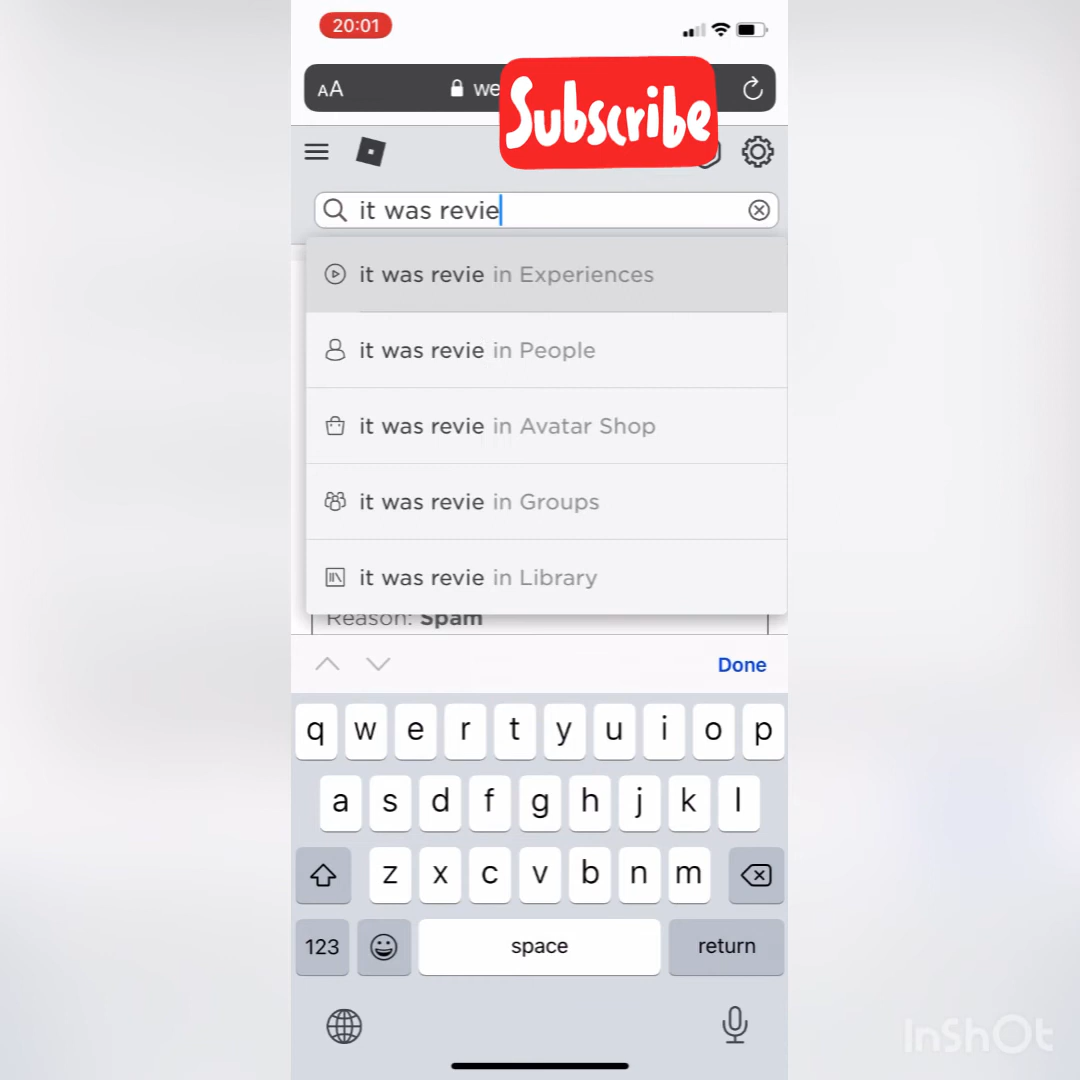 20:01
AA we
Subscribe
it was revie
it was revie in Experiences
it was revie in People
it was revie in Avatar Shop
it was revie in Groups
it was revie in Library
Reason: Spam
Done
q w e r t y u i o p
a s d f g h j k l
z x c v b n m
123 space return
InShOt